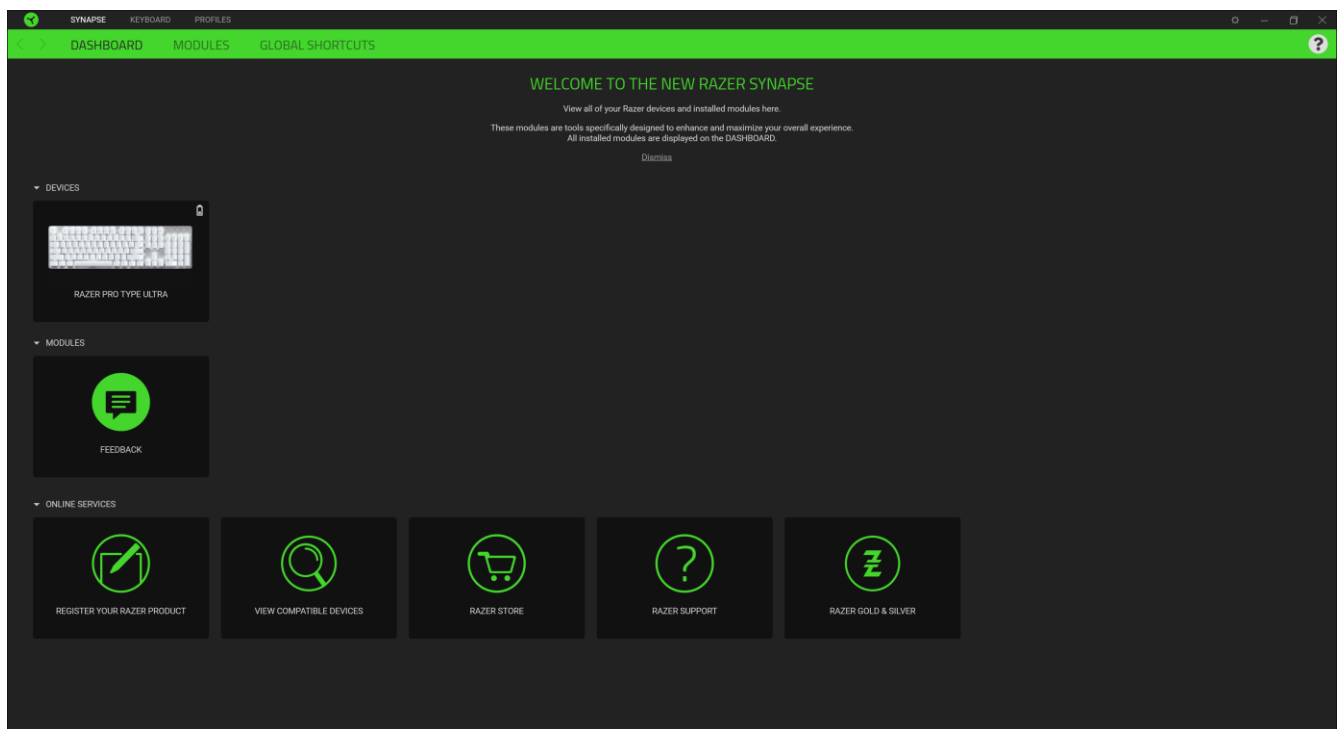 SYNAPSE KEYBOARD PROFILES
DASHBOARD MODULES GLOBAL SHORTCUTS
?
WELCOME TO THE NEW RAZER SYNAPSE
View all of your Razer devices and installed modules here.
These modules are tools specifically designed to enhance and maximize your overall experience.
All installed modules are displayed on the DASHBOARD.
Dismiss
DEVICES
RAZER PRO TYPE ULTRA
MODULES
FEEDBACK
ONLINE SERVICES
REGISTER YOUR RAZER PRODUCT
VIEW COMPATIBLE DEVICES
RAZER STORE
RAZER SUPPORT
RAZER GOLD & SILVER